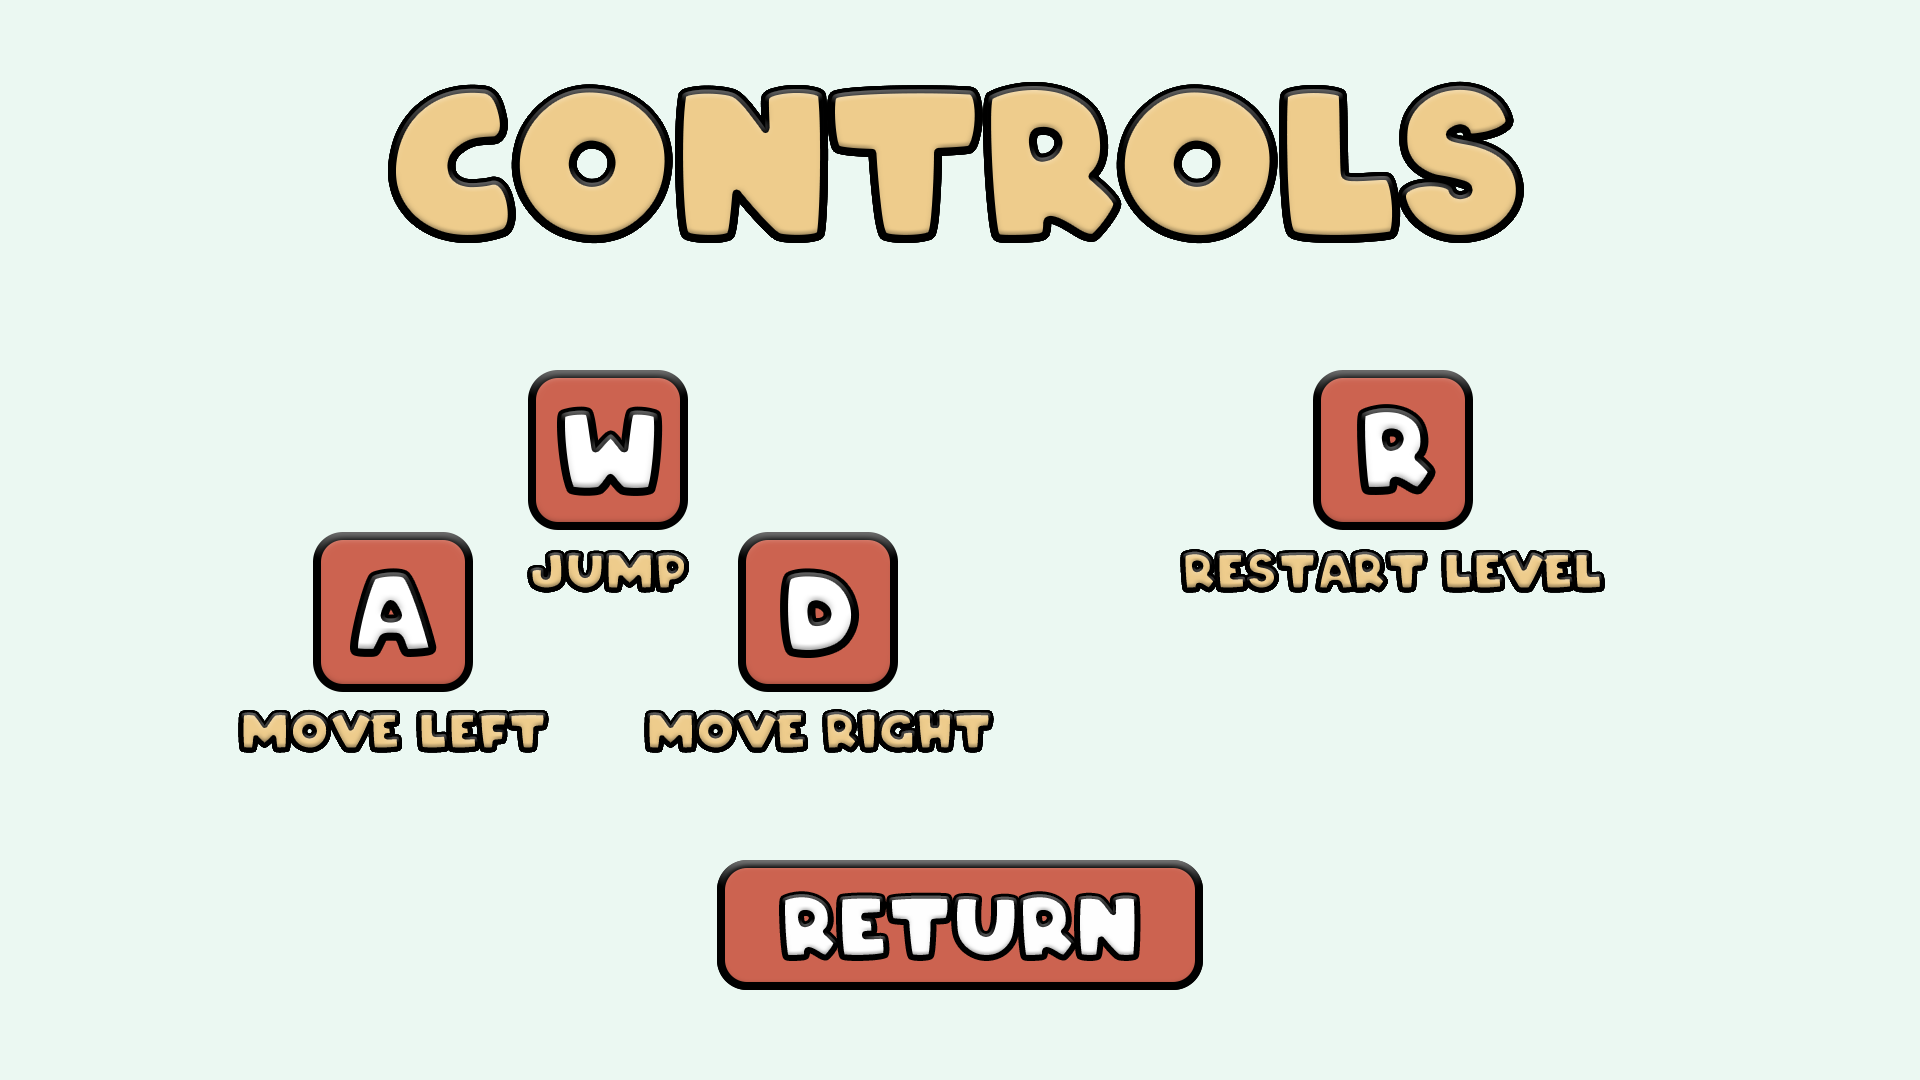 CONTROLS
W
JUMP
A
MOVE LEFT
D
MOVE RIGHT
R
RESTART LEVEL
RETURN